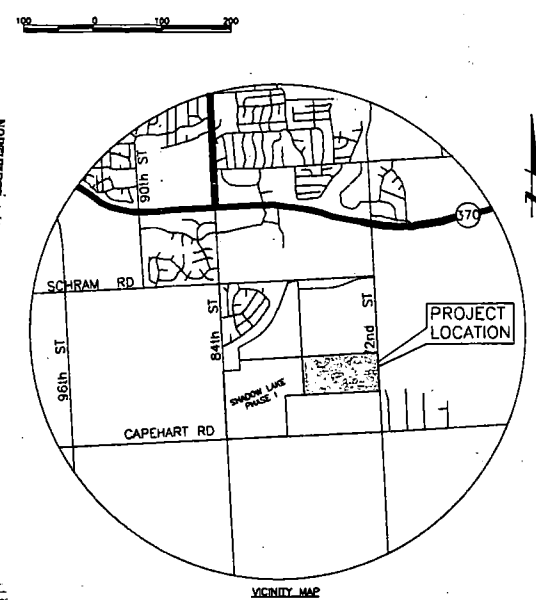 100 0 100 200
90th ST
370
SCHRAM RD
84th ST
72nd ST
96th ST
PROJECT
LOCATION
SHADOW LAKE
PHASE 1
CAPEHART RD
VICINITY MAP